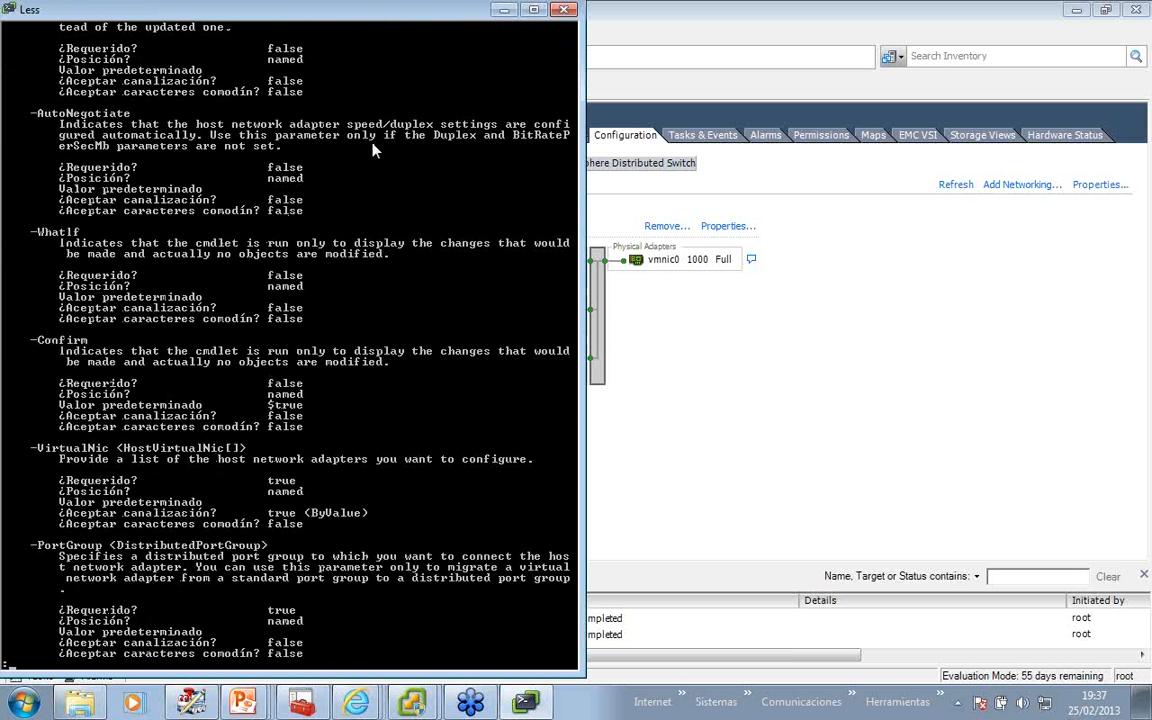 Less
tead of the updated one.
¿Requerido? false
¿Posición? named
Valor predeterminado
¿Aceptar canalización? false
¿Aceptar caracteres comodín? false
-AutoNegotiate
Indicates that the host network adapter speed/duplex settings are confi
gured automatically. Use this parameter only if the Duplex and BitRateP
erSecMb parameters are not set.
¿Requerido? false
¿Posición? named
Valor predeterminado
¿Aceptar canalización? false
¿Aceptar caracteres comodín? false
-WhatIf
Indicates that the cmdlet is run only to display the changes that would
be made and actually no objects are modified.
¿Requerido? false
¿Posición? named
Valor predeterminado
¿Aceptar canalización? false
¿Aceptar caracteres comodín? false
-Confirm
Indicates that the cmdlet is run only to display the changes that would
be made and actually no objects are modified.
¿Requerido? false
¿Posición? named
Valor predeterminado $true
¿Aceptar canalización? false
¿Aceptar caracteres comodín? false
-VirtualNic <HostVirtualNic[]>
Provide a list of the host network adapters you want to configure.
¿Requerido? true
¿Posición? named
Valor predeterminado
¿Aceptar canalización? true (ByValue)
¿Aceptar caracteres comodín? false
-PortGroup <DistributedPortGroup>
Specifies a distributed port group to which you want to connect the hos
t network adapter. You can use this parameter only to migrate a virtual
network adapter from a standard port group to a distributed port group
.
¿Requerido? true
¿Posición? named
Valor predeterminado
¿Aceptar canalización? false
¿Aceptar caracteres comodín? false
:
Search Inventory
Configuration Tasks & Events Alarms Permissions Maps EMC VSI Storage Views Hardware Status
phere Distributed Switch
Refresh Add Networking... Properties...
Remove... Properties...
Physical Adapters
vmnic0 1000 Full
Name, Target or Status contains: Clear
Details Initiated by
mpleted root
mpleted root
Evaluation Mode: 55 days remaining root
Internet Sistemas Comunicaciones Herramientas
19:37
25/02/2013